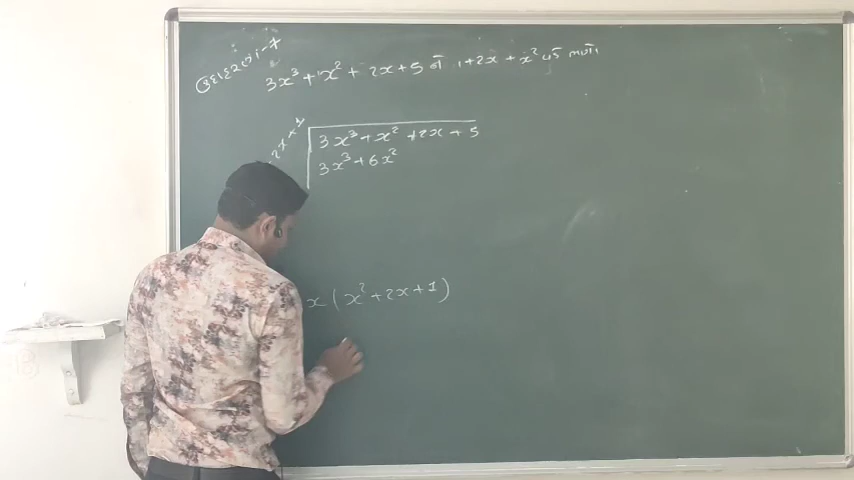 ઉદાહરણ :- 7
3x³ + x² + 2x + 5 ને 1 + 2x + x² વડે ભાગો
3x³ + x² + 2x + 5
3x³ + 6x²
x ( x² + 2x + 1 )